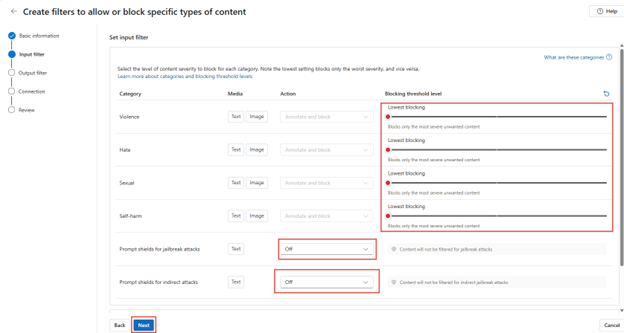 Create filters to allow or block specific types of content
Help
Basic information
Input filter
Output filter
Connection
Review
Set input filter
What are these categories
Select the level of content severity to block for each category. Note the lowest setting blocks only the worst severity, and vice versa.
Learn more about categories and blocking threshold levels.
Category Media Action Blocking threshold level
Violence Text Image Annotate and block Lowest blocking
Blocks only the most severe unwanted content
Hate Text Image Annotate and block Lowest blocking
Blocks only the most severe unwanted content
Sexual Text Image Annotate and block Lowest blocking
Blocks only the most severe unwanted content
Self-harm Text Image Annotate and block Lowest blocking
Blocks only the most severe unwanted content
Prompt shields for jailbreak attacks Text Off Content will not be filtered for jailbreak attacks
Prompt shields for indirect attacks Text Off Content will not be filtered for indirect jailbreak attacks
Back Next Cancel